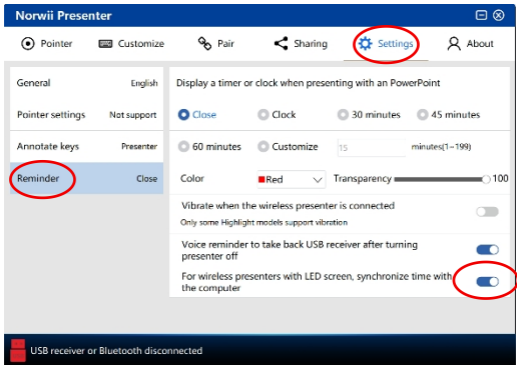 Norwii Presenter
Pointer Customize Pair Sharing Settings About
General English
Pointer settings Not support
Annotate keys Presenter
Reminder Close
Display a timer or clock when presenting with an PowerPoint
Close Clock 30 minutes 45 minutes
60 minutes Customize 15 minutes(1~199)
Color Red Transparency 100
Vibrate when the wireless presenter is connected
Only some Highlight models support vibration
Voice reminder to take back USB receiver after turning
presenter off
For wireless presenters with LED screen, synchronize time with
the computer
USB receiver or Bluetooth disconnected